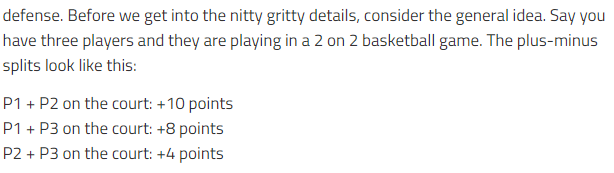 defense. Before we get into the nitty gritty details, consider the general idea. Say you
have three players and they are playing in a 2 on 2 basketball game. The plus-minus
splits look like this:
P1 + P2 on the court: +10 points
P1 + P3 on the court: +8 points
P2 + P3 on the court: +4 points